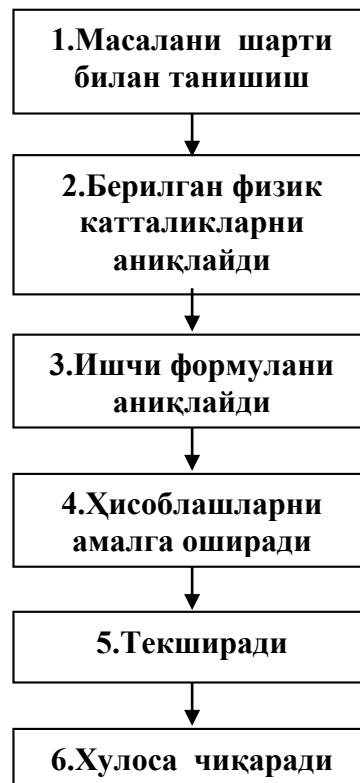 1.Масалани шарти
билан танишиш
2.Берилган физик
катталикларни
аниқлайди
3.Ишчи формулани
аниқлайди
4.Ҳисоблашларни
амалга оширади
5.Текширади
6.Хулоса чиқаради